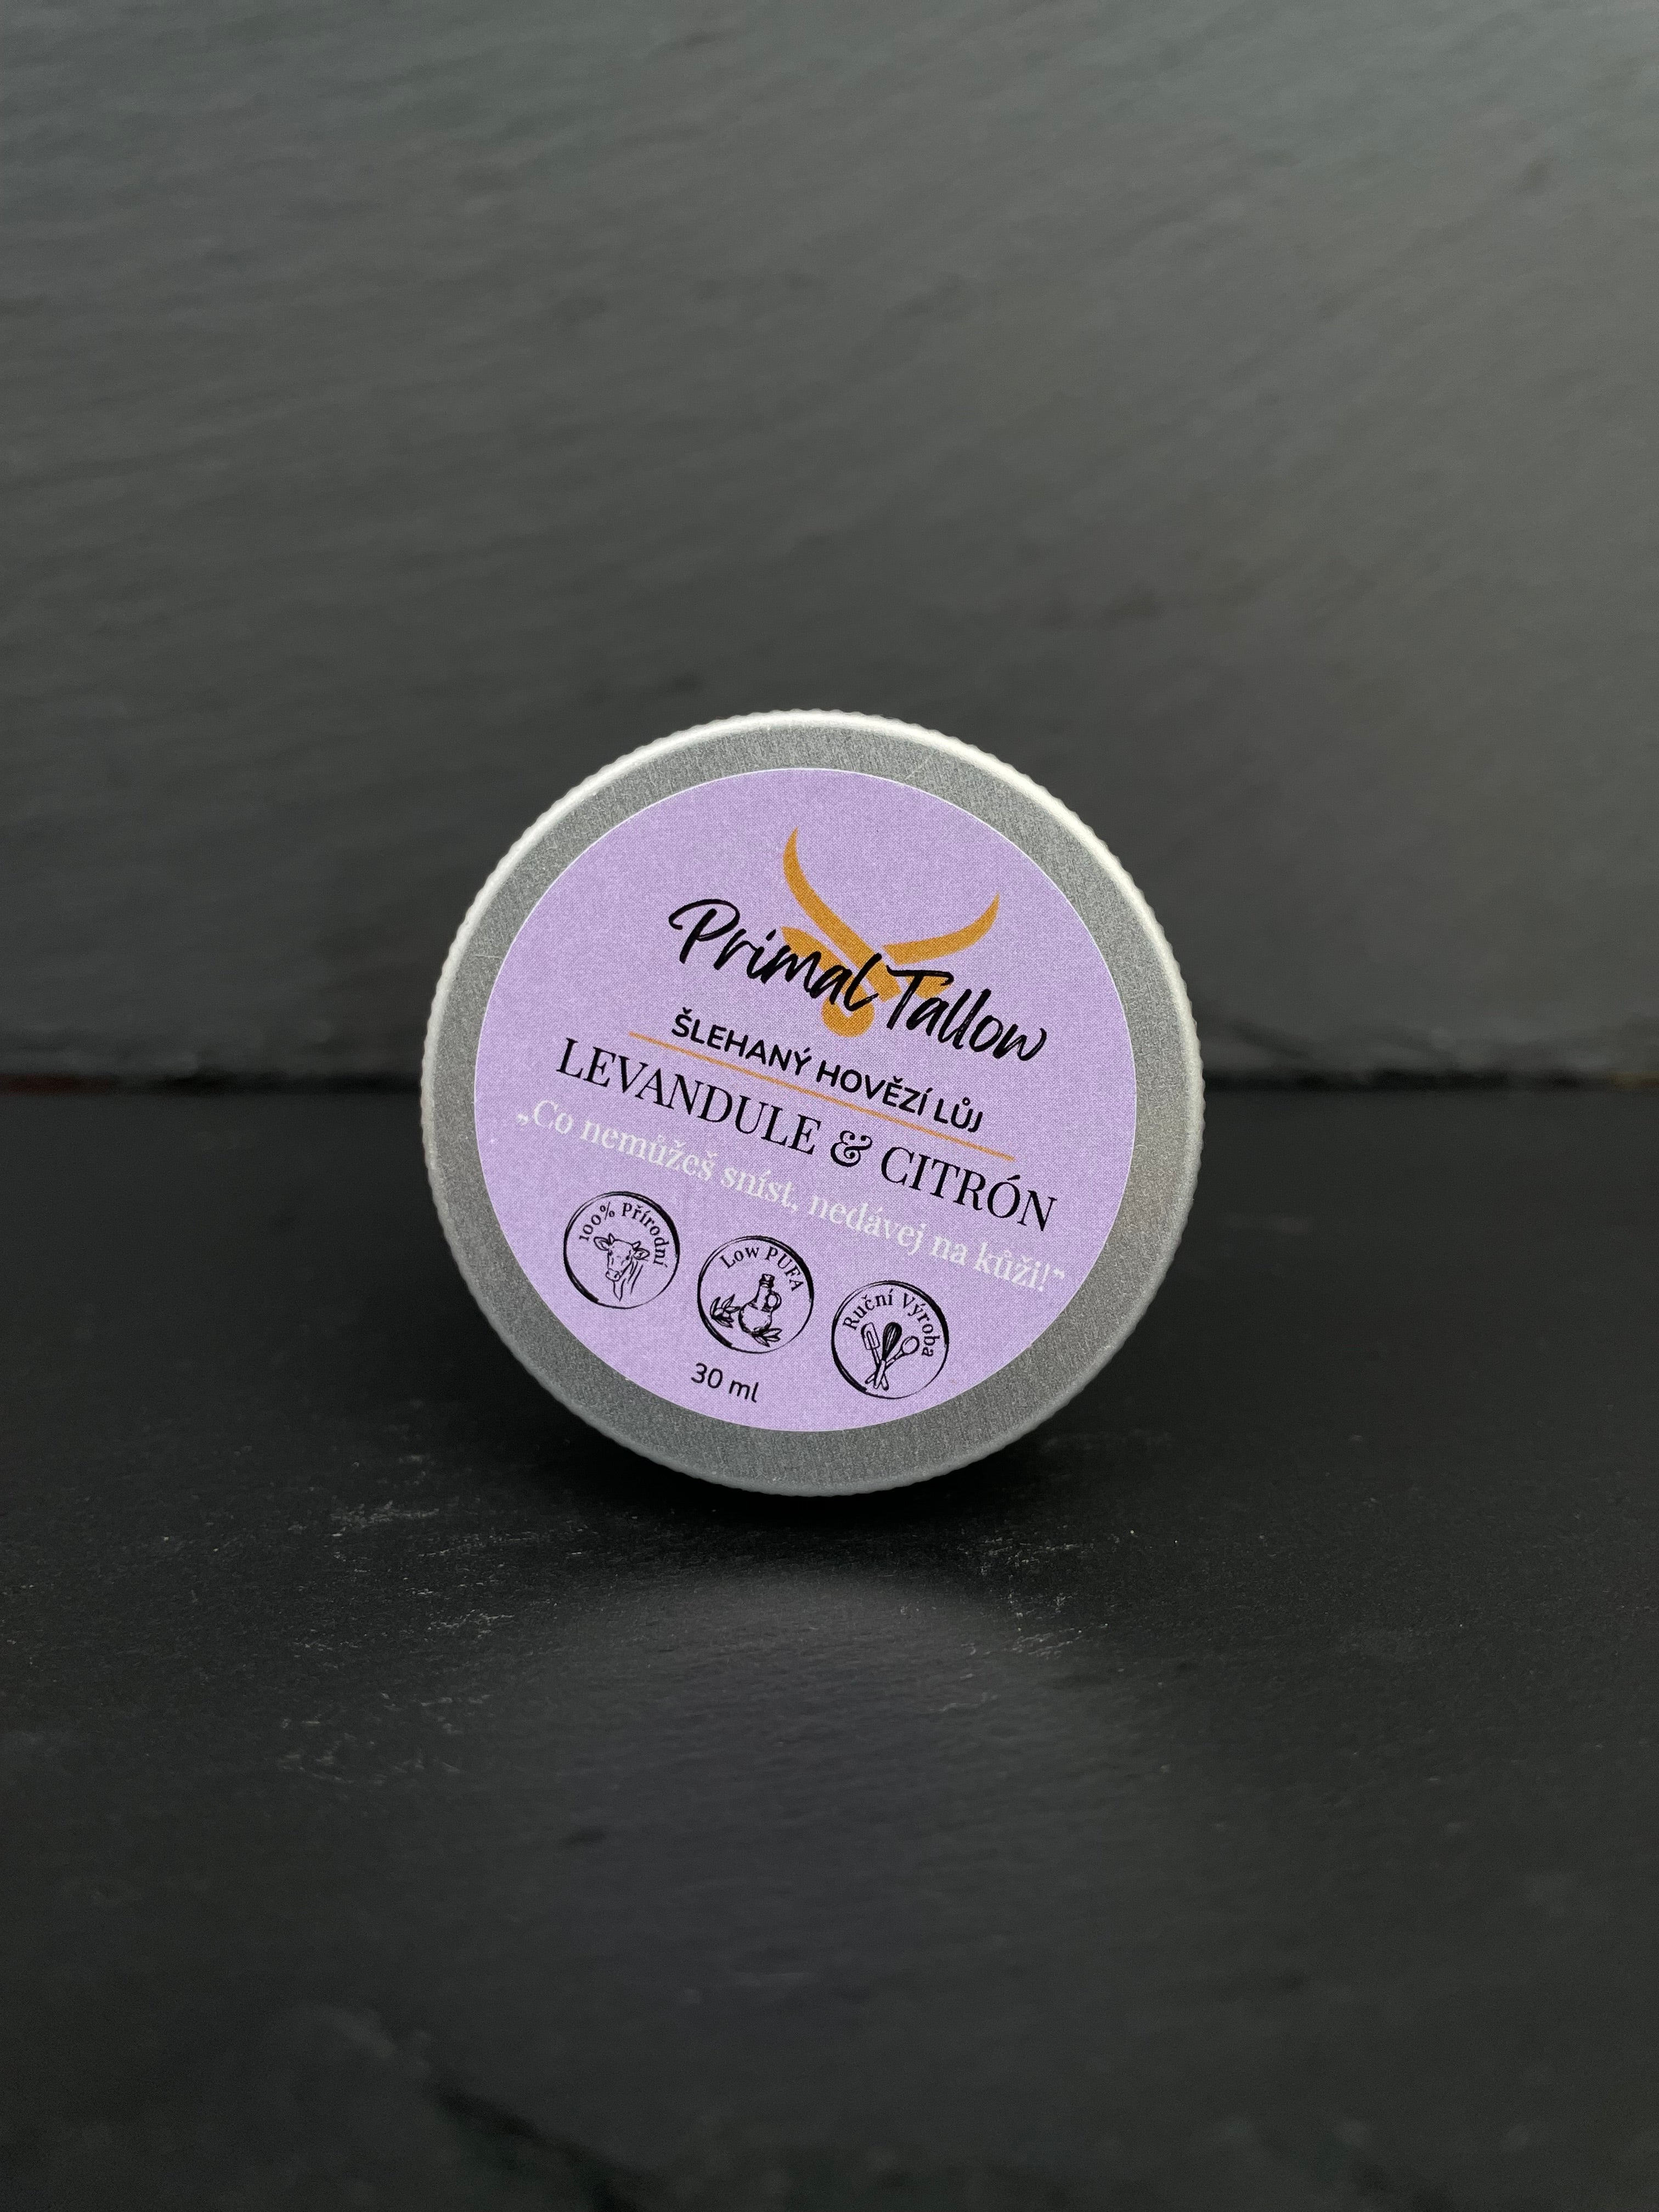 Primal Tallow
ŠLEHANÝ HOVĚZÍ LŮJ
LEVANDULE & CITRÓN
„Co nemůžeš sníst, nedávej na kůži!"
100% Přírodní
Low PUFA
Ruční Výroba
30 ml